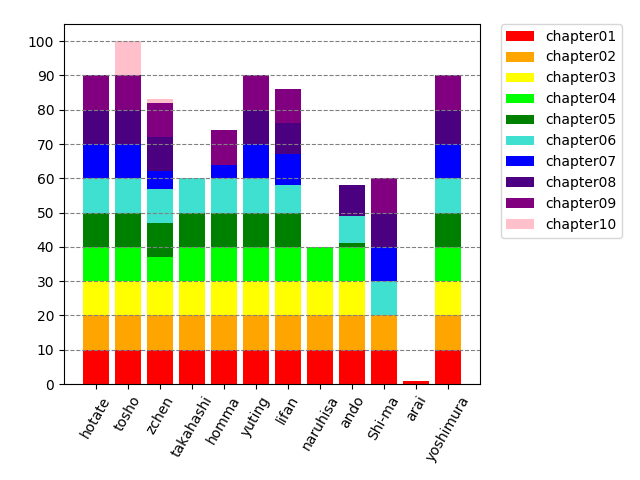 100
90
80
70
60
50
40
30
20
10
0
hotate
tosho
zchen
takahashi
homma
yuting
lifan
naruhisa
ando
Shi-ma
arai
yoshimura
chapter01
chapter02
chapter03
chapter04
chapter05
chapter06
chapter07
chapter08
chapter09
chapter10